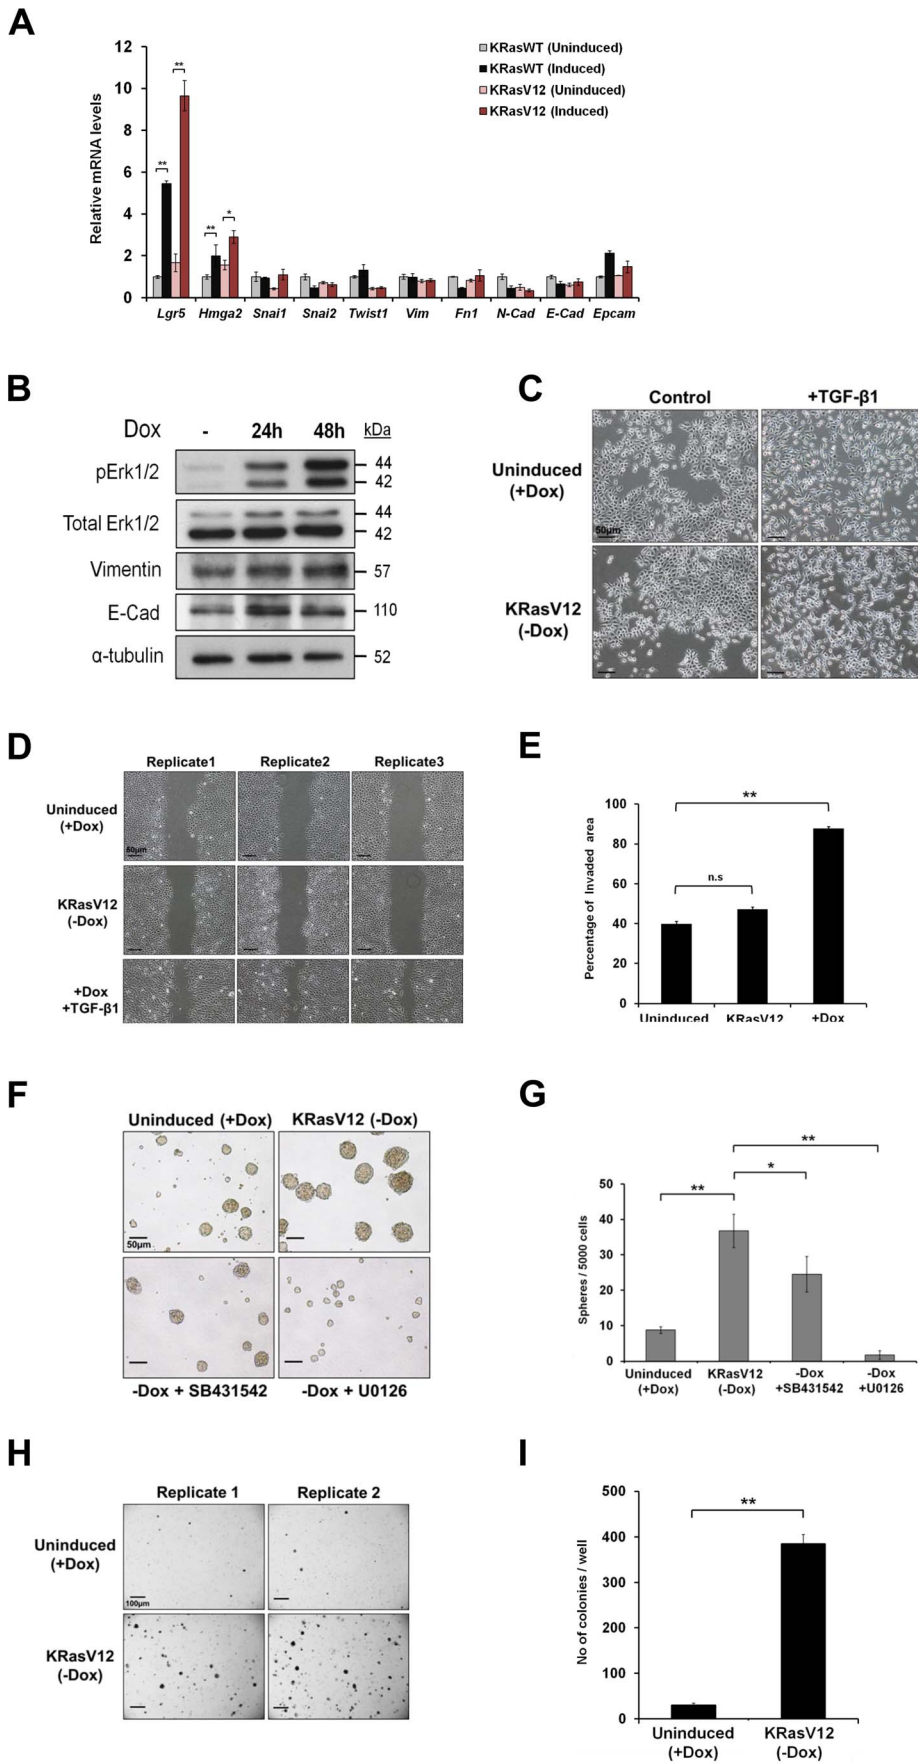 A
12
10
8
6
4
2
0
Relative mRNA levels
KRasWT (Uninduced)
KRasWT (Induced)
KRasV12 (Uninduced)
KRasV12 (Induced)
** ** ** *
Lgr5 Hmga2 Snai1 Snai2 Twist1 Vim Fn1 N-Cad E-Cad Epcam
B
Dox - 24h 48h kDa
pErk1/2 44
42
Total Erk1/2 44
42
Vimentin 57
E-Cad 110
α-tubulin 52
C
Control +TGF-β1
Uninduced
(+Dox)
50µm
KRasV12
(-Dox)
D
Replicate1 Replicate2 Replicate3
Uninduced
(+Dox)
50µm
KRasV12
(-Dox)
+Dox
+TGF-β1
E
Percentage of Invaded area
100
80
60
40
20
0
**
n.s
Uninduced KRasV12 +Dox
F
Uninduced (+Dox) KRasV12 (-Dox)
50µm
-Dox + SB431542 -Dox + U0126
G
Spheres / 5000 cells
50
40
30
20
10
0
**
*
**
Uninduced KRasV12 -Dox -Dox
(+Dox) (-Dox) +SB431542 +U0126
H
Replicate 1 Replicate 2
Uninduced
(+Dox)
100µm
KRasV12
(-Dox)
I
No of colonies / well
500
400
300
200
100
0
**
Uninduced KRasV12
(+Dox) (-Dox)